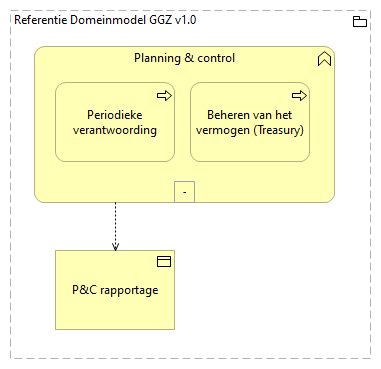 Referentie Domeinmodel GGZ v1.0
Planning & control
Periodieke
verantwoording
Beheren van het
vermogen (Treasury)
-
P&C rapportage